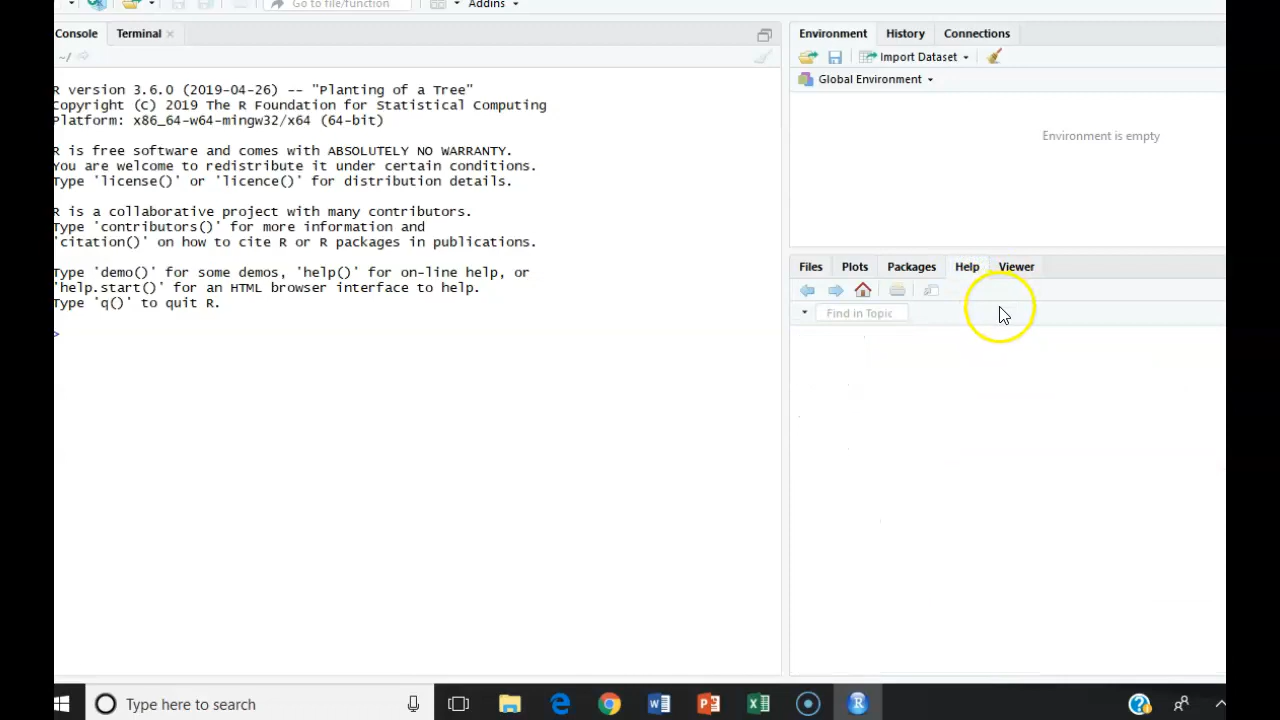 Go to file/function
Addins
Console
Terminal
~/
R version 3.6.0 (2019-04-26) -- "Planting of a Tree"
Copyright (C) 2019 The R Foundation for Statistical Computing
Platform: x86_64-w64-mingw32/x64 (64-bit)
R is free software and comes with ABSOLUTELY NO WARRANTY.
You are welcome to redistribute it under certain conditions.
Type 'license()' or 'licence()' for distribution details.
R is a collaborative project with many contributors.
Type 'contributors()' for more information and
'citation()' on how to cite R or R packages in publications.
Type 'demo()' for some demos, 'help()' for on-line help, or
'help.start()' for an HTML browser interface to help.
Type 'q()' to quit R.
>
Environment History Connections
Import Dataset
Global Environment
Environment is empty
Files Plots Packages Help Viewer
Find in Topic
Type here to search